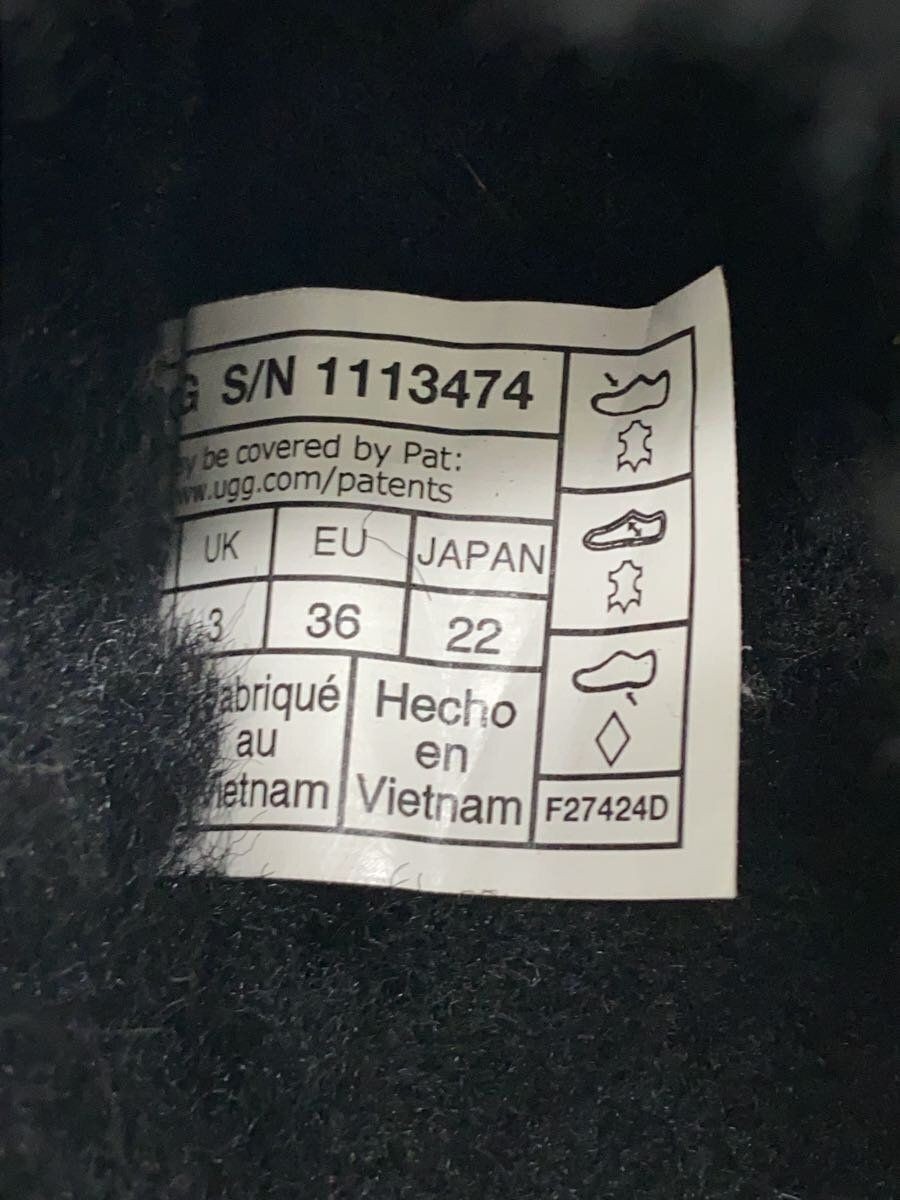 G S/N 1113474
y be covered by Pat:
ww.ugg.com/patents
UK EU JAPAN
3 36 22
abriqué
au
ietnam
Hecho
en
Vietnam
F27424D